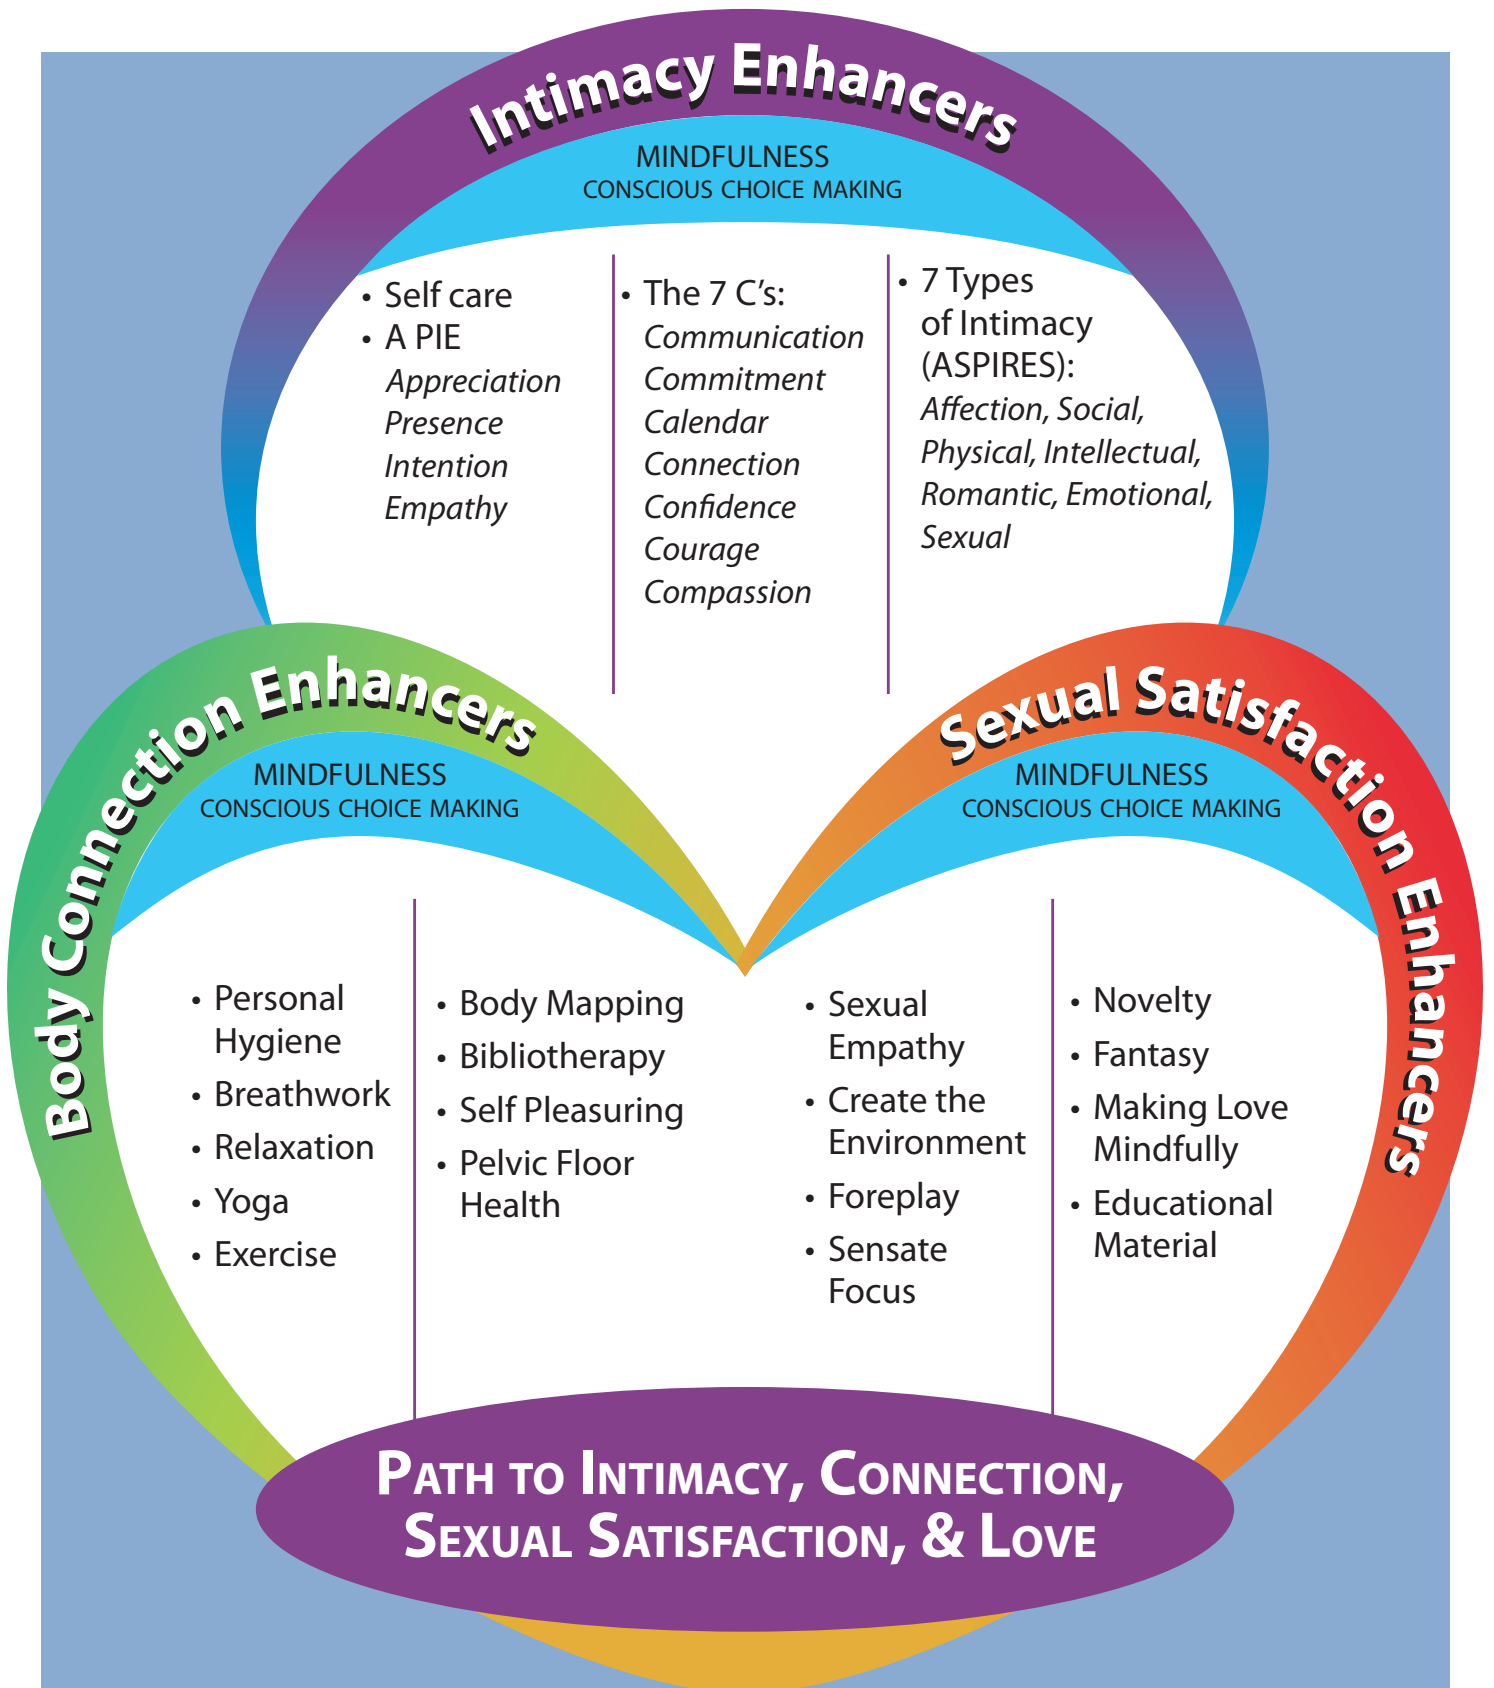 Intimacy Enhancers
MINDFULNESS
CONSCIOUS CHOICE MAKING
• Self care
• A PIE
Appreciation
Presence
Intention
Empathy
• The 7 C’s:
Communication
Commitment
Calendar
Connection
Confidence
Courage
Compassion
• 7 Types
of Intimacy
(ASPIRES):
Affection, Social,
Physical, Intellectual,
Romantic, Emotional,
Sexual
Body Connection Enhancers
MINDFULNESS
CONSCIOUS CHOICE MAKING
• Personal
Hygiene
• Breathwork
• Relaxation
• Yoga
• Exercise
• Body Mapping
• Bibliotherapy
• Self Pleasuring
• Pelvic Floor
Health
Sexual Satisfaction Enhancers
MINDFULNESS
CONSCIOUS CHOICE MAKING
• Sexual
Empathy
• Create the
Environment
• Foreplay
• Sensate
Focus
• Novelty
• Fantasy
• Making Love
Mindfully
• Educational
Material
PATH TO INTIMACY, CONNECTION,
SEXUAL SATISFACTION, & LOVE